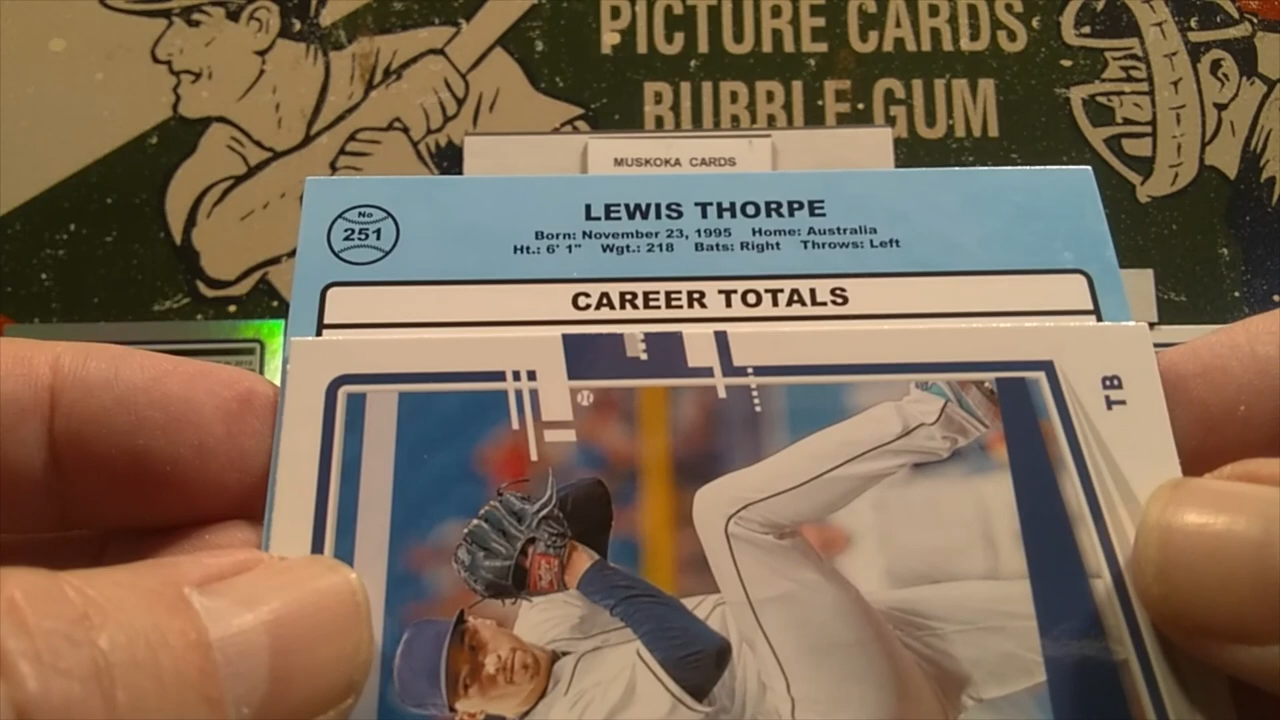 PICTURE CARDS
BUBBLE·GUM
MUSKOKA CARDS
No
251
LEWIS THORPE
Born: November 23, 1995 Home: Australia
Ht.: 6' 1" Wgt.: 218 Bats: Right Throws: Left
CAREER TOTALS
TB